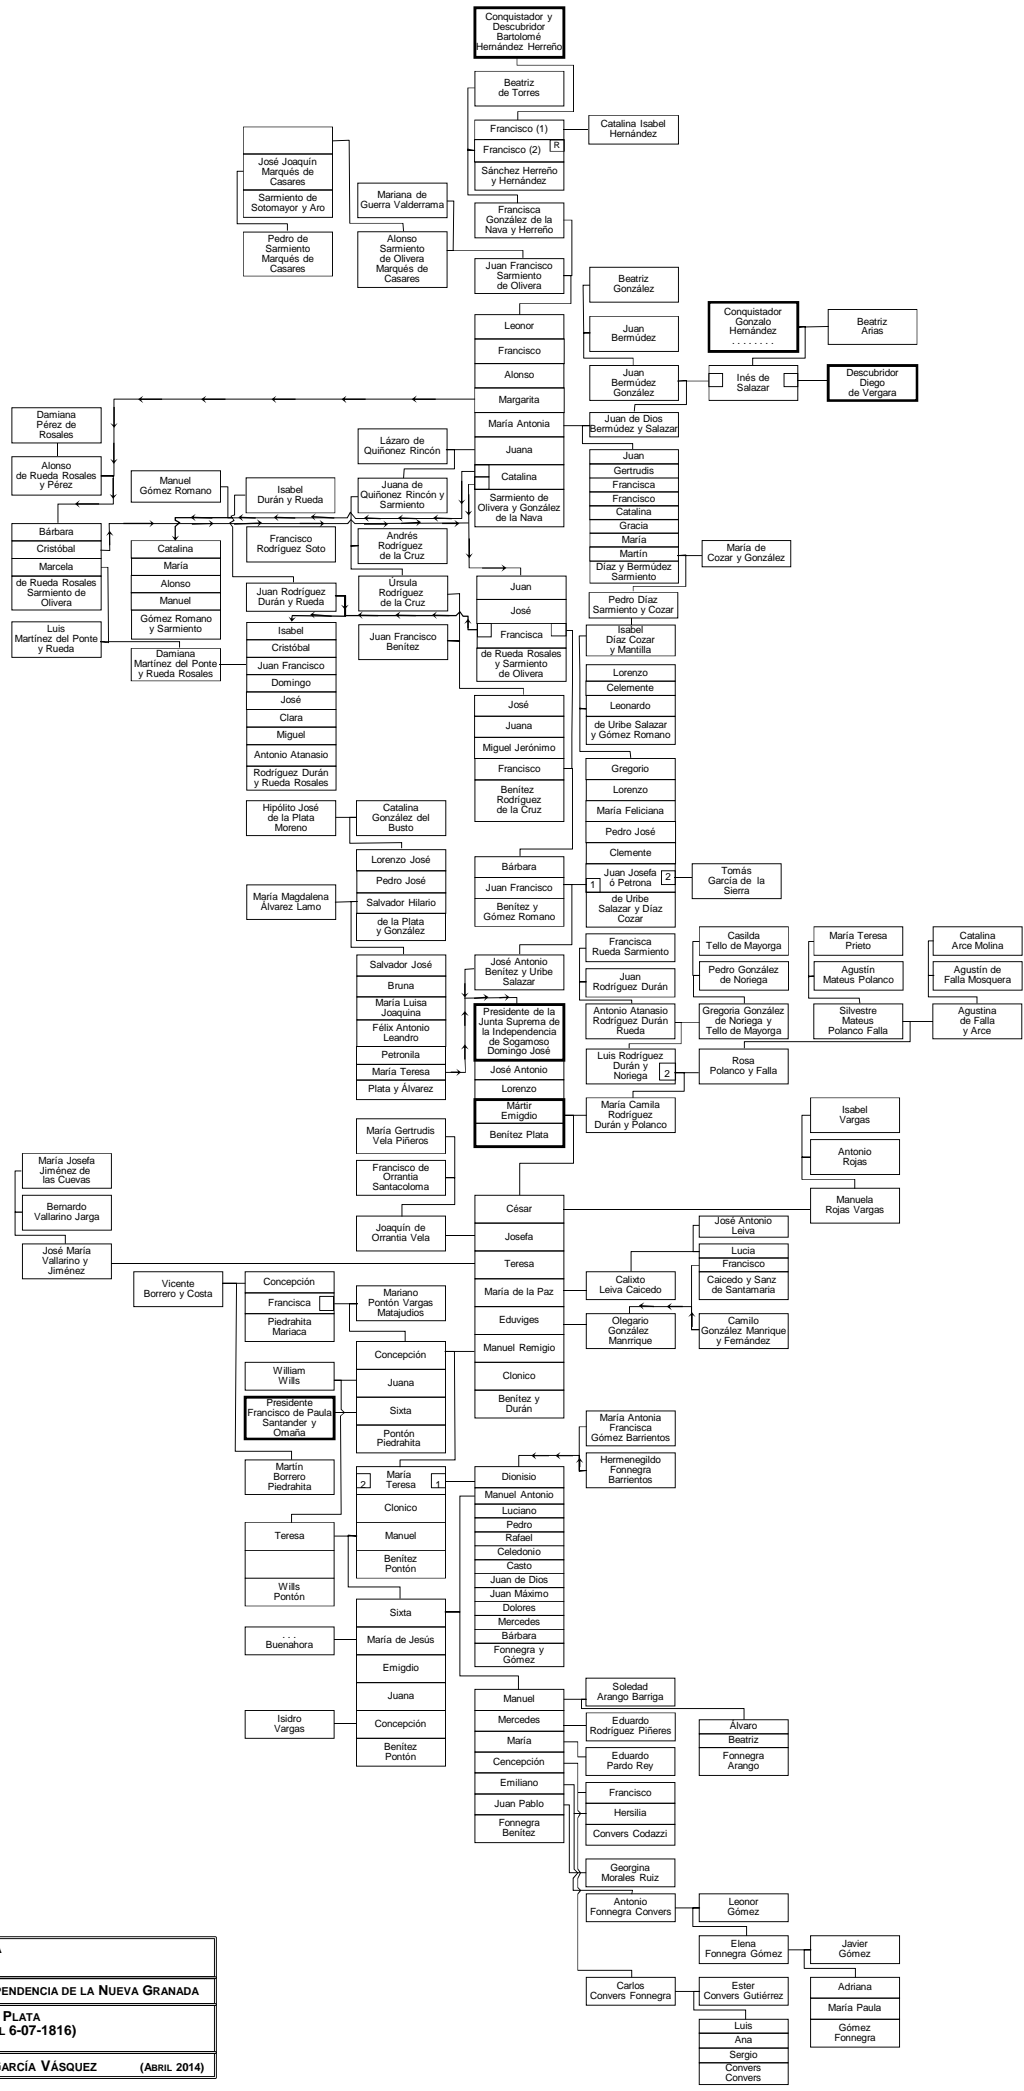 Conquistador y
Descubridor
Bartolomé
Hernández Herreño
Beatriz
de Torres
Francisco (1)
Catalina Isabel
Hernández
Francisco (2)
R
Sánchez Herreño
y Hernández
José Joaquín
Marqués de
Casares
Sarmiento de
Sotomayor y Aro
Mariana de
Guerra Valderrama
Francisca
González de la
Nava y Herreño
Pedro de
Sarmiento
Marqués de
Casares
Alonso
Sarmiento
de Olivera
Marqués de
Casares
Juan Francisco
Sarmiento
de Olivera
Beatriz
González
Juan
Bermúdez
Conquistador
Gonzalo
Hernández
. . . . . . . .
Beatriz
Arias
Juan
Bermúdez
González
Inés de
Salazar
Descubridor
Diego
de Vergara
Leonor
Francisco
Alonso
Margarita
María Antonia
Juana
Catalina
Sarmiento de
Olivera y González
de la Nava
Juan de Dios
Bermúdez y Salazar
Damiana
Pérez de
Rosales
Alonso
de Rueda Rosales
y Pérez
Lázaro de
Quiñonez Rincón
Manuel
Gómez Romano
Isabel
Durán y Rueda
Juana de
Quiñonez Rincón y
Sarmiento
Juan
Gertrudis
Francisca
Francisco
Catalina
Gracia
María
Martín
Díaz y Bermúdez
Sarmiento
María de
Cozar y González
Bárbara
Cristóbal
Marcela
de Rueda Rosales
Sarmiento de
Olivera
Catalina
María
Alonso
Manuel
Gómez Romano
y Sarmiento
Francisco
Rodríguez Soto
Andrés
Rodríguez
de la Cruz
Juan Rodríguez
Durán y Rueda
Úrsula
Rodríguez
de la Cruz
Juan
José
Francisca
de Rueda Rosales
y Sarmiento
de Olivera
Pedro Díaz
Sarmiento y Cozar
Luis
Martínez del Ponte
y Rueda
Damiana
Martínez del Ponte
y Rueda Rosales
Isabel
Cristóbal
Juan Francisco
Domingo
José
Clara
Miguel
Antonio Atanasio
Rodríguez Durán
y Rueda Rosales
Juan Francisco
Benítez
Isabel
Díaz Cozar
y Mantilla
Lorenzo
Celemente
Leonardo
de Uribe Salazar
y Gómez Romano
José
Juana
Miguel Jerónimo
Francisco
Benítez
Rodríguez
de la Cruz
Gregorio
Lorenzo
María Feliciana
Pedro José
Clemente
Juan Josefa
ó Petrona
1
2
de Uribe
Salazar y Díaz
Cozar
Tomás
García de la
Sierra
Hipólito José
de la Plata
Moreno
Catalina
González del
Busto
Lorenzo José
Pedro José
Salvador Hilario
de la Plata
y González
María Magdalena
Álvarez Lamo
Bárbara
Juan Francisco
Benítez y
Gómez Romano
Salvador José
Bruna
María Luisa
Joaquina
Félix Antonio
Leandro
Petronila
María Teresa
Plata y Álvarez
José Antonio
Benítez y Uribe
Salazar
Presidente de la
Junta Suprema de
la Independencia
de Sogamoso
Domingo José
José Antonio
Lorenzo
Mártir
Emigdio
Benítez Plata
Francisca
Rueda Sarmiento
Juan
Rodríguez Durán
Antonio Atanasio
Rodríguez Durán
Rueda
Luis Rodríguez
Durán y
Noriega
2
María Camila
Rodríguez
Durán y Polanco
Casilda
Tello de Mayorga
Pedro González
de Noriega
Gregoria González
de Noriega y
Tello de Mayorga
Rosa
Polanco y Falla
María Teresa
Prieto
Agustín
Mateus Polanco
Silvestre
Mateus
Polanco Falla
Catalina
Arce Molina
Agustín de
Falla Mosquera
Agustina
de Falla
y Arce
Isabel
Vargas
Antonio
Rojas
Manuela
Rojas Vargas
María Gertrudis
Vela Piñeros
Francisco de
Orrantia
Santacoloma
Joaquín de
Orrantia Vela
María Josefa
Jiménez de
las Cuevas
Bernardo
Vallarino Jarga
José María
Vallarino y
Jiménez
César
Josefa
Teresa
María de la Paz
Eduviges
Manuel Remigio
Clonico
Benítez y
Durán
José Antonio
Leiva
Lucia
Francisco
Caicedo y Sanz
de Santamaria
Calixto
Leiva Caicedo
Olegario
González
Manrrique
Camilo
González Manrique
y Fernández
Vicente
Borrero y Costa
Concepción
Francisca
Piedrahita
Mariaca
Mariano
Pontón Vargas
Matajudios
Concepción
Juana
Sixta
Pontón
Piedrahita
William
Wills
Presidente
Francisco de Paula
Santander y
Omaña
Martín
Borrero
Piedrahita
María Antonia
Francisca
Gómez Barrientos
Hermenegildo
Fonnegra
Barrientos
2
María
Teresa
1
Clonico
Manuel
Benítez
Pontón
Teresa
Wills
Pontón
Dionisio
Manuel Antonio
Luciano
Pedro
Rafael
Celedonio
Casto
Juan de Dios
Juan Máximo
Dolores
Mercedes
Bárbara
Fonnegra y
Gómez
Sixta
María de Jesús
Emigdio
Juana
Concepción
Benítez
Pontón
. . .
Buenahora
Isidro
Vargas
Manuel
Mercedes
María
Cencepción
Emiliano
Juan Pablo
Fonnegra
Benítez
Soledad
Arango Barriga
Eduardo
Rodríguez Piñeres
Eduardo
Pardo Rey
Álvaro
Beatriz
Fonnegra
Arango
Francisco
Hersilia
Convers Codazzi
Georgina
Morales Ruiz
Antonio
Fonnegra Convers
Leonor
Gómez
Elena
Fonnegra Gómez
Javier
Gómez
Carlos
Convers Fonnegra
Ester
Convers Gutiérrez
Adriana
María Paula
Gómez
Fonnegra
Luis
Ana
Sergio
Convers
Convers
PENDENCIA DE LA NUEVA GRANADA
PLATA
L 6-07-1816)
GARCÍA VÁSQUEZ (ABRIL 2014)